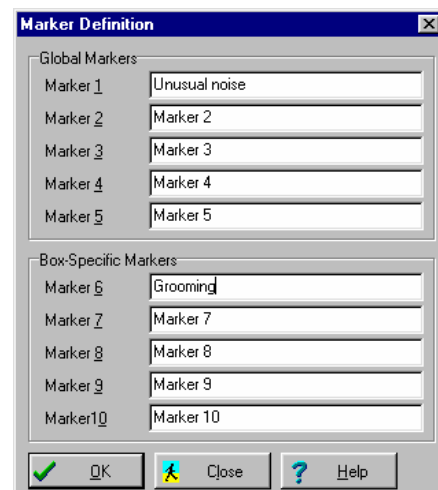 Marker Definition
Global Markers
Marker 1 Unusual noise
Marker 2 Marker 2
Marker 3 Marker 3
Marker 4 Marker 4
Marker 5 Marker 5
Box-Specific Markers
Marker 6 Grooming
Marker 7 Marker 7
Marker 8 Marker 8
Marker 9 Marker 9
Marker10 Marker 10
OK Close ? Help